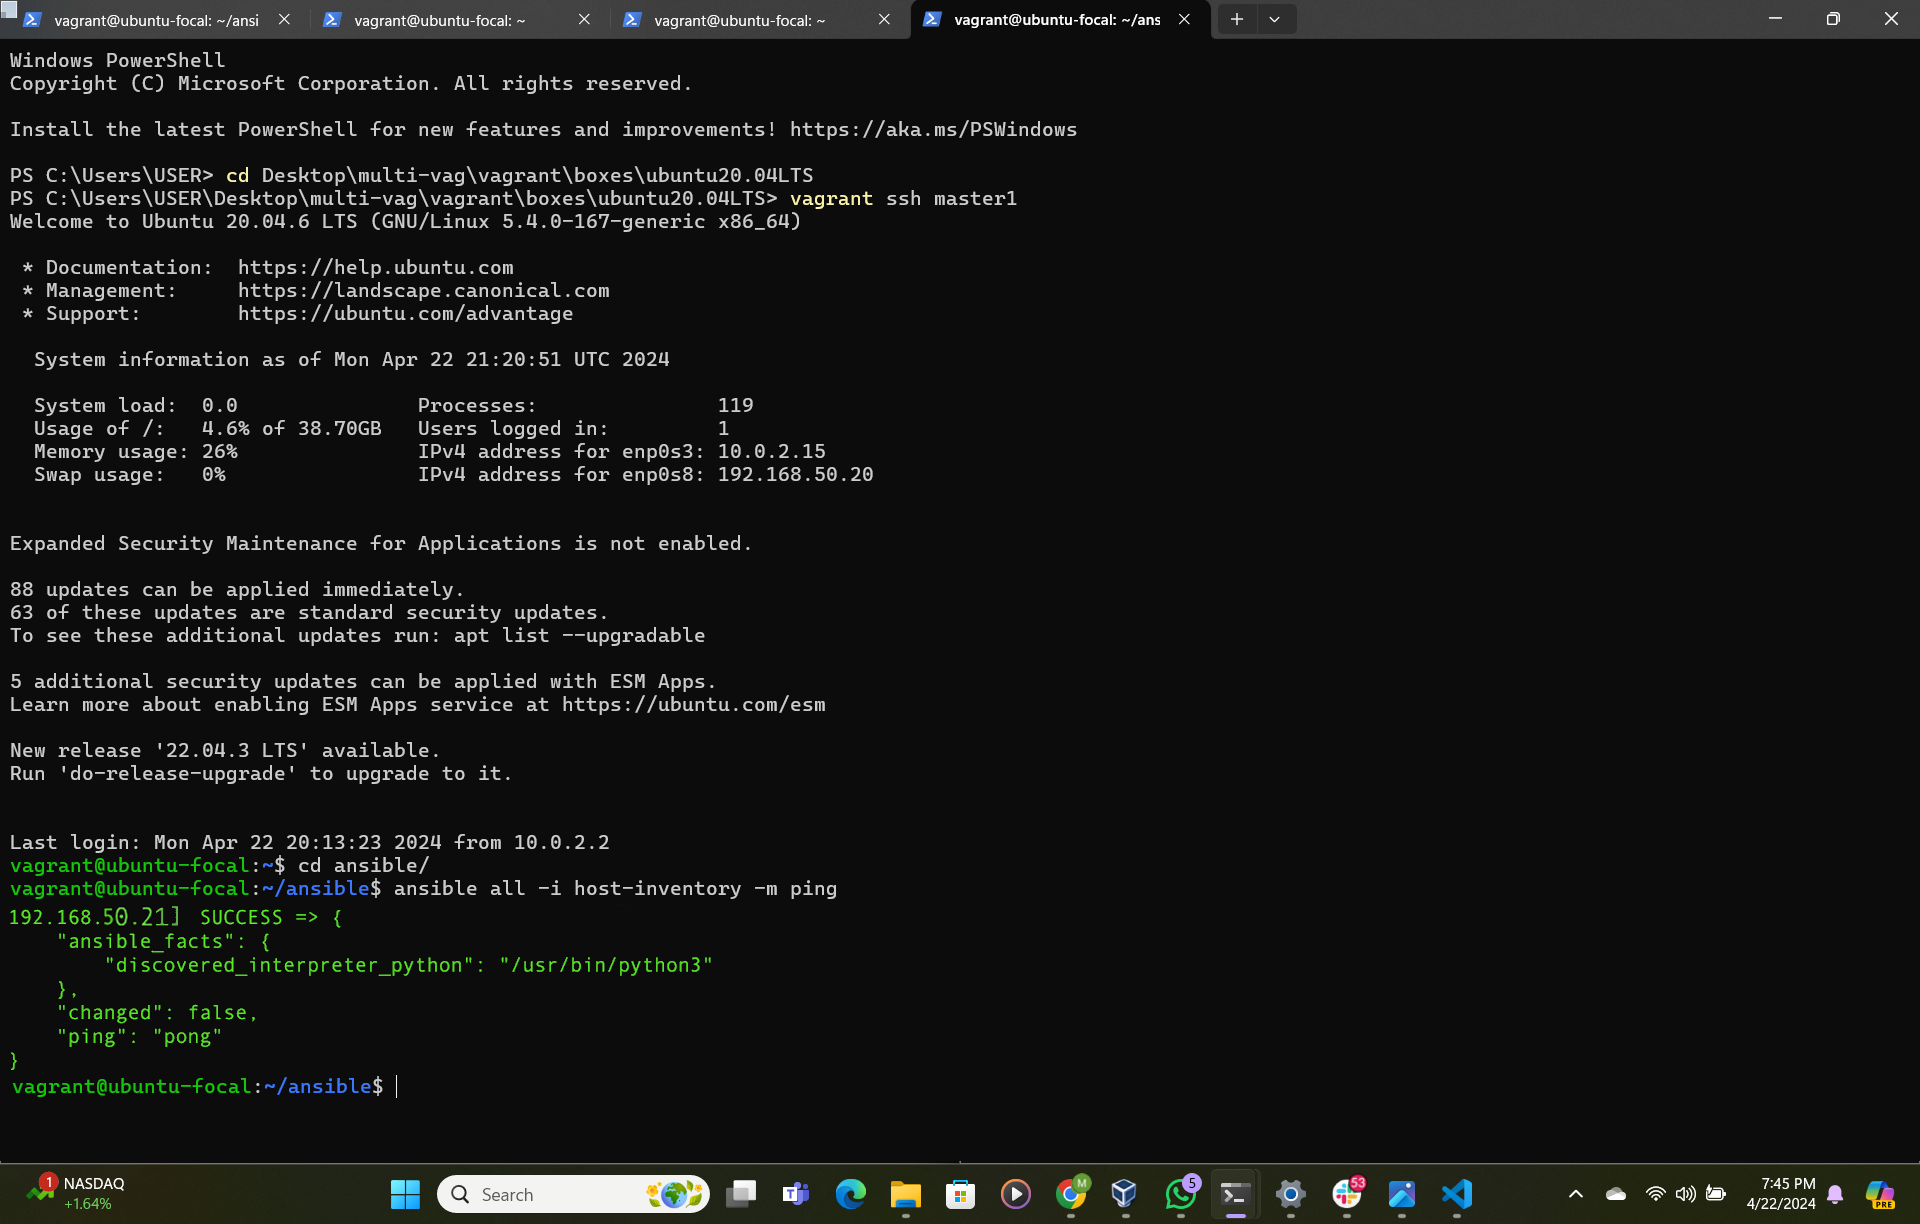 vagrant@ubuntu-focal: ~/ansi
vagrant@ubuntu-focal: ~
vagrant@ubuntu-focal: ~
vagrant@ubuntu-focal: ~/ans
Windows PowerShell
Copyright (C) Microsoft Corporation. All rights reserved.
Install the latest PowerShell for new features and improvements! https://aka.ms/PSWindows
PS C:\Users\USER> cd Desktop\multi-vag\vagrant\boxes\ubuntu20.04LTS
PS C:\Users\USER\Desktop\multi-vag\vagrant\boxes\ubuntu20.04LTS> vagrant ssh master1
Welcome to Ubuntu 20.04.6 LTS (GNU/Linux 5.4.0-167-generic x86_64)
* Documentation:  https://help.ubuntu.com
* Management:     https://landscape.canonical.com
* Support:        https://ubuntu.com/advantage
System information as of Mon Apr 22 21:20:51 UTC 2024
System load:  0.0               Processes:               119
Usage of /:   4.6% of 38.70GB   Users logged in:         1
Memory usage: 26%               IPv4 address for enp0s3: 10.0.2.15
Swap usage:   0%                IPv4 address for enp0s8: 192.168.50.20
Expanded Security Maintenance for Applications is not enabled.
88 updates can be applied immediately.
63 of these updates are standard security updates.
To see these additional updates run: apt list --upgradable
5 additional security updates can be applied with ESM Apps.
Learn more about enabling ESM Apps service at https://ubuntu.com/esm
New release '22.04.3 LTS' available.
Run 'do-release-upgrade' to upgrade to it.
Last login: Mon Apr 22 20:13:23 2024 from 10.0.2.2
vagrant@ubuntu-focal:~$ cd ansible/
vagrant@ubuntu-focal:~/ansible$ ansible all -i host-inventory -m ping
192.168.50.21] SUCCESS => {
"ansible_facts": {
"discovered_interpreter_python": "/usr/bin/python3"
},
"changed": false,
"ping": "pong"
}
vagrant@ubuntu-focal:~/ansible$
1
NASDAQ
+1.64%
Search
M
5
53
7:45 PM
4/22/2024
PRE